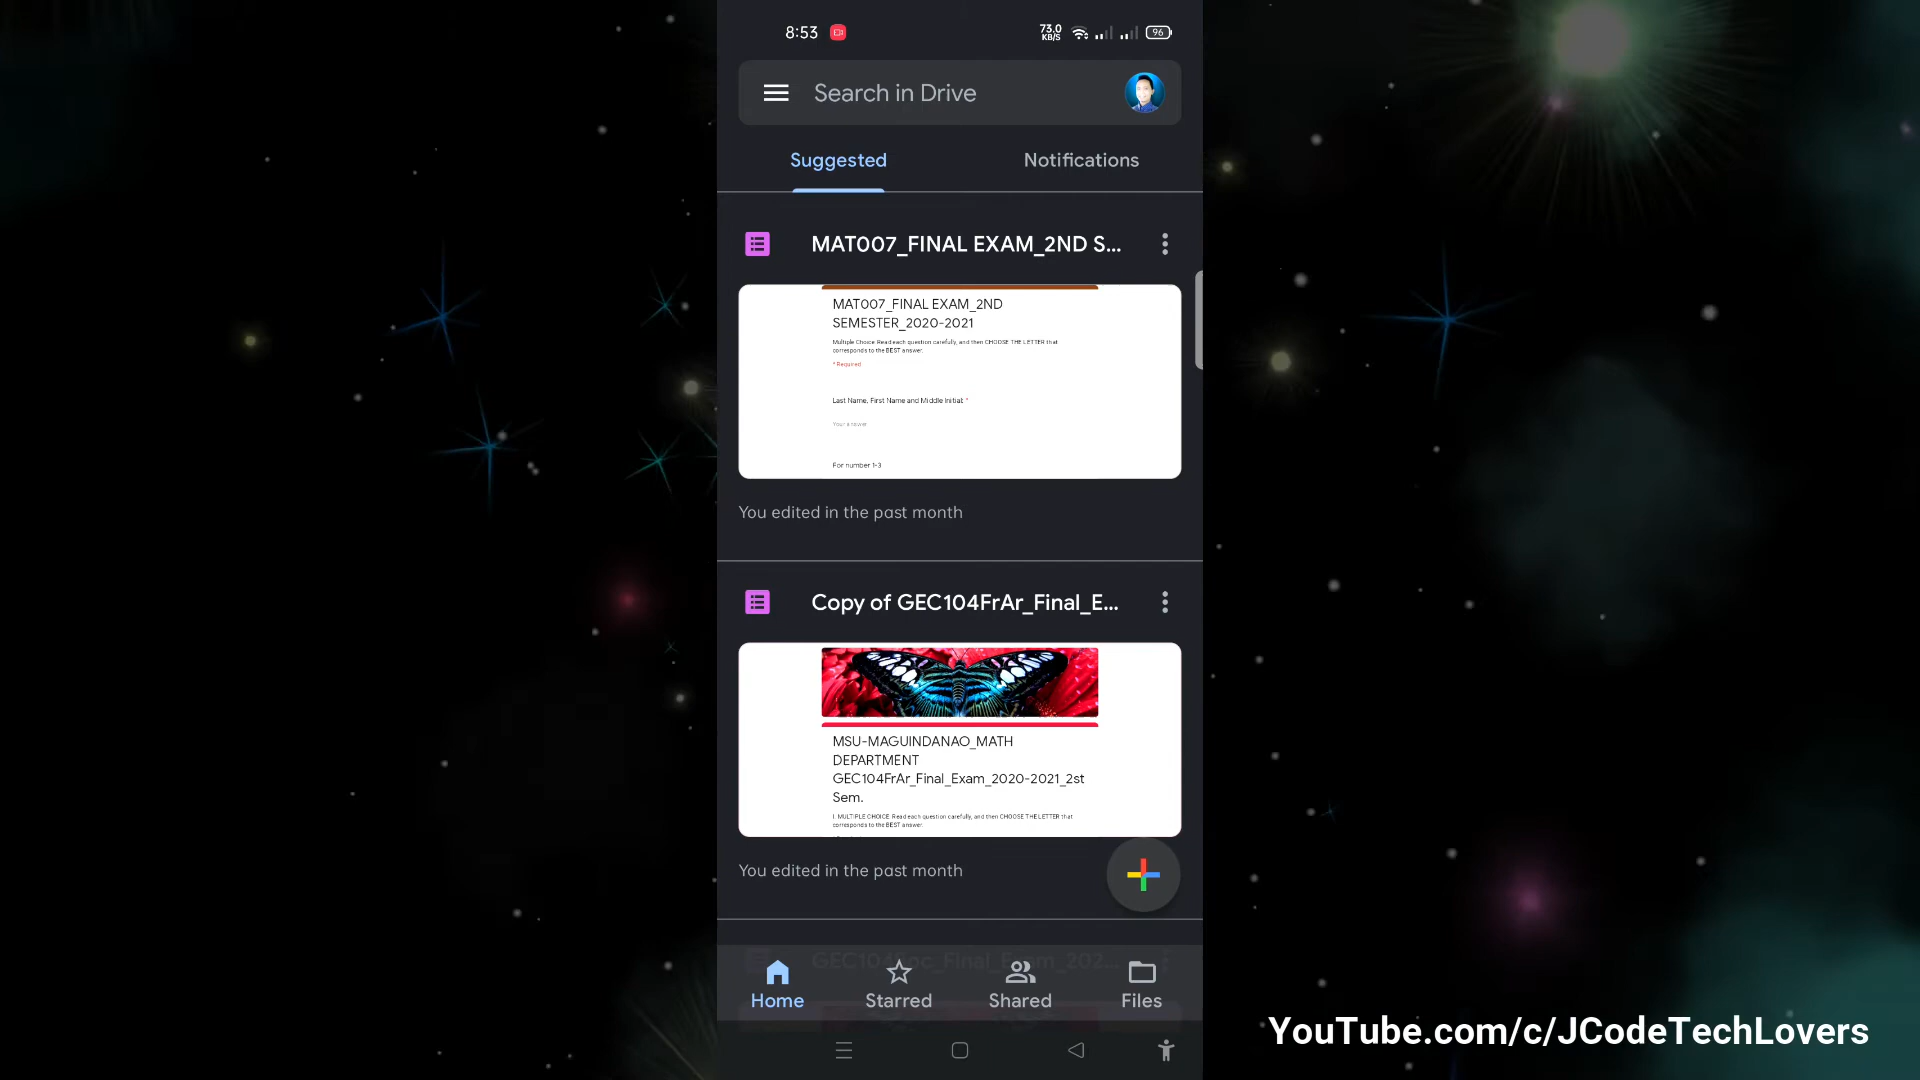 8:53
73.0
KB/S
96
Search in Drive
Suggested
Notifications
MAT007_FINAL EXAM_2ND S...
MAT007_FINAL EXAM_2ND
SEMESTER_2020-2021
Multiple Choice Read each question carefully, and then CHOOSE THE LETTER that
corresponds to the BEST answer.
* Required
Last Name, First Name and Middle Initial: *
Your answer
For number 1-3
You edited in the past month
Copy of GEC104FrAr_Final_E...
MSU-MAGUINDANAO_MATH
DEPARTMENT
GEC104FrAr_Final_Exam_2020-2021_2st
Sem.
I. MULTIPLE CHOICE. Read each question carefully, and then CHOOSE THE LETTER that
corresponds to the BEST answer.
You edited in the past month
Home
Starred
Shared
Files
YouTube.com/c/JCodeTechLovers